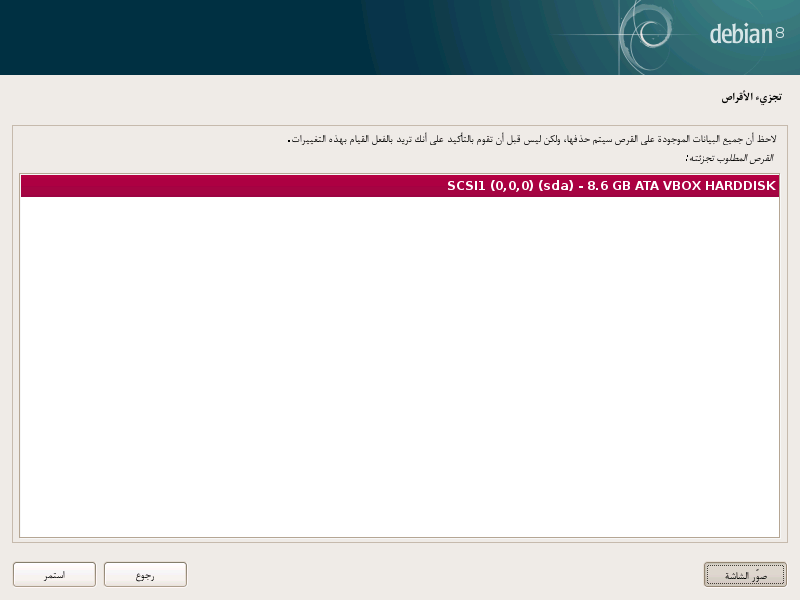 debian 8
تجزيء الأقراص
لاحظ أن جميع البيانات الموجودة على القرص سيتم حذفها، ولكن ليس قبل أن تقوم بالتأكيد على أنك تريد بالفعل القيام بهذه التغييرات.
القرص المطلوب تجزئته:
SCSI1 (0,0,0) (sda) - 8.6 GB ATA VBOX HARDDISK
صوّر الشاشة
رجوع
استمر